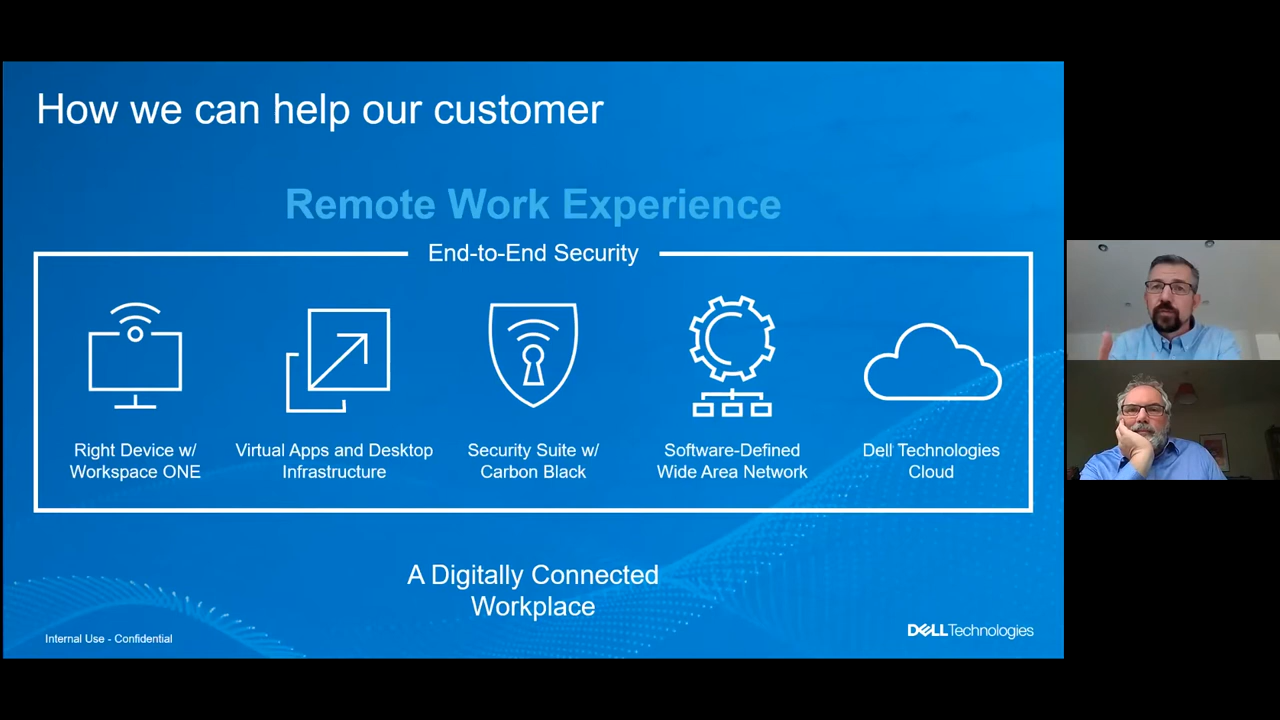 How we can help our customer
Remote Work Experience
End-to-End Security
Right Device w/
Workspace ONE
Virtual Apps and Desktop
Infrastructure
Security Suite w/
Carbon Black
Software-Defined
Wide Area Network
Dell Technologies
Cloud
A Digitally Connected
Workplace
Internal Use - Confidential
DELL Technologies